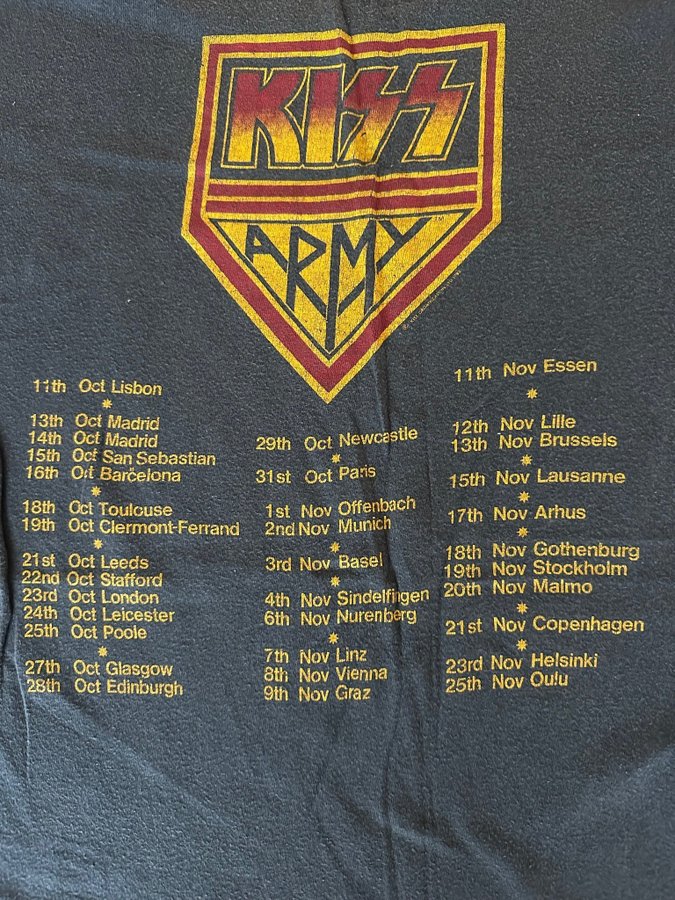 KISS
ARMY™
11th Oct Lisbon
13th Oct Madrid
14th Oct Madrid
15th Oct San Sebastian
16th Oct Barcelona
18th Oct Toulouse
19th Oct Clermont-Ferrand
21st Oct Leeds
22nd Oct Stafford
23rd Oct London
24th Oct Leicester
25th Oct Poole
27th Oct Glasgow
28th Oct Edinburgh
29th Oct Newcastle
31st Oct Paris
1st Nov Offenbach
2nd Nov Munich
3rd Nov Basel
4th Nov Sindelfingen
6th Nov Nurenberg
7th Nov Linz
8th Nov Vienna
9th Nov Graz
11th Nov Essen
12th Nov Lille
13th Nov Brussels
15th Nov Lausanne
17th Nov Arhus
18th Nov Gothenburg
19th Nov Stockholm
20th Nov Malmo
21st Nov Copenhagen
23rd Nov Helsinki
25th Nov Oulu